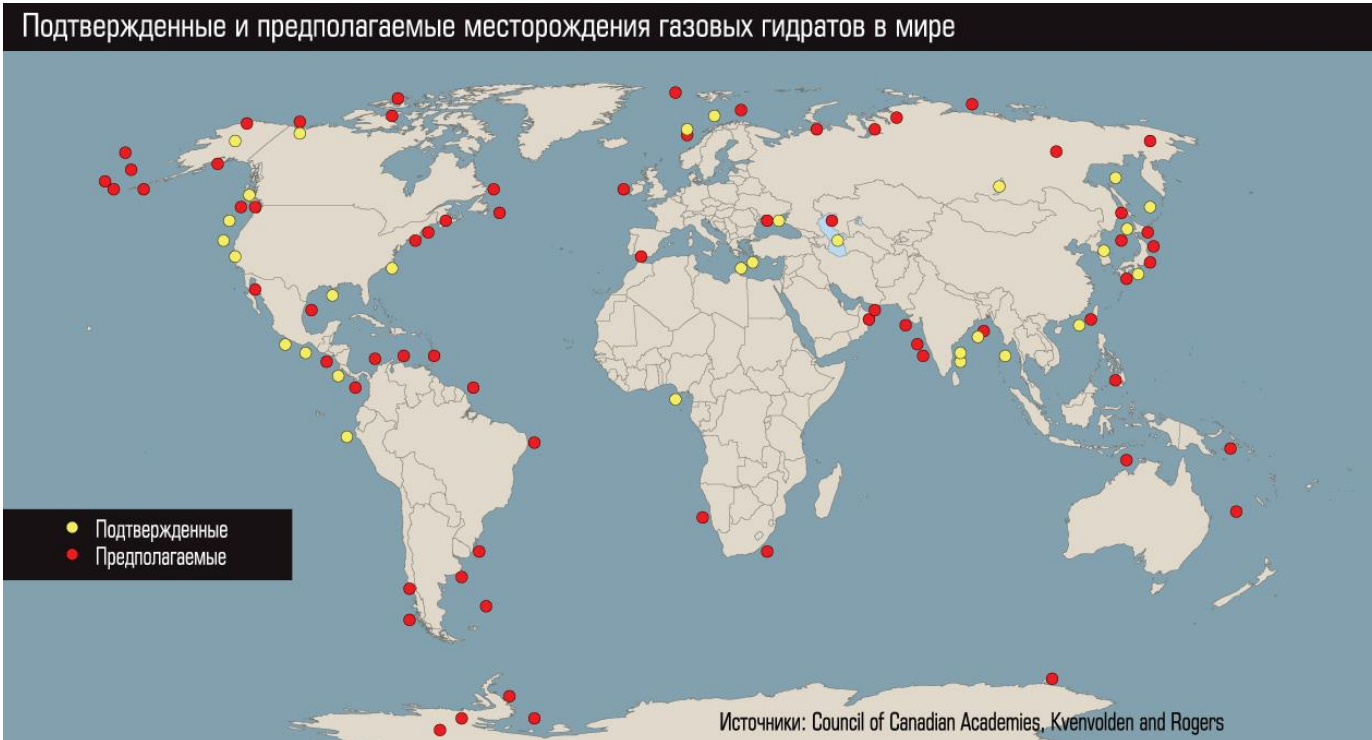 Подтвержденные и предполагаемые месторождения газовых гидратов в мире
Подтвержденные
Предполагаемые
Источники: Council of Canadian Academies, Kvenvolden and Rogers